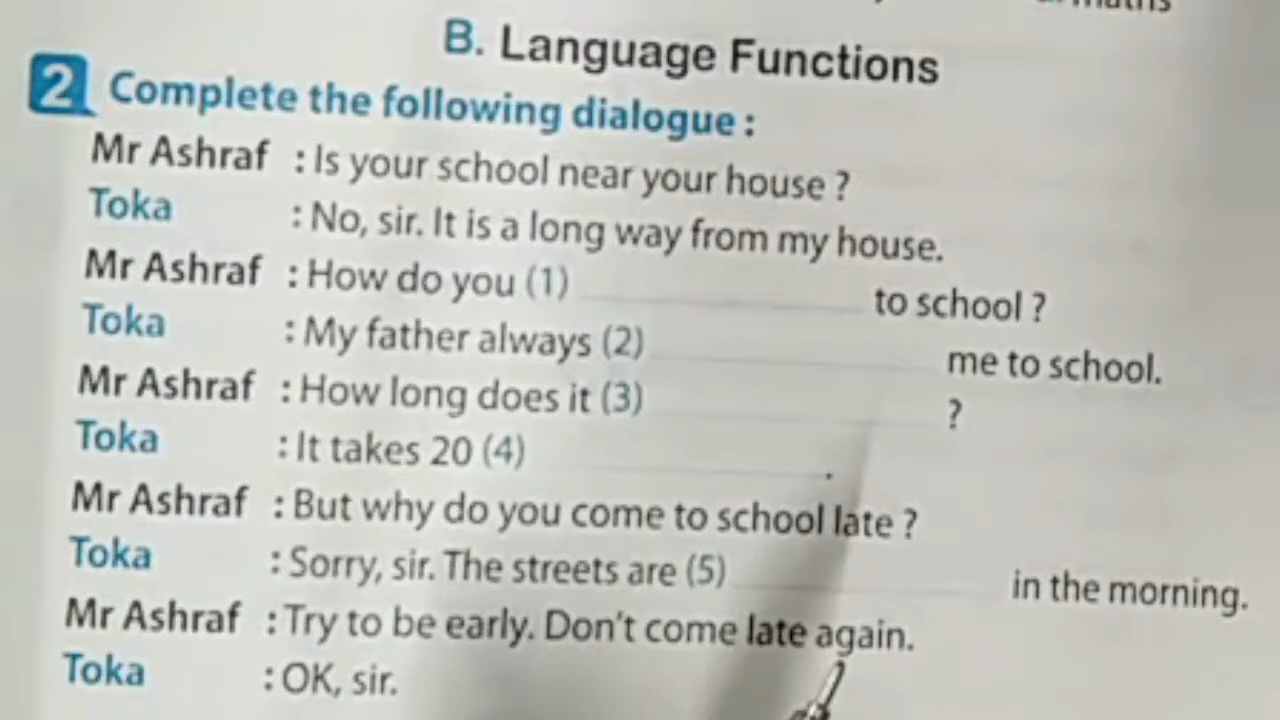 B. Language Functions
2 Complete the following dialogue :
Mr Ashraf : Is your school near your house ?
Toka : No, sir. It is a long way from my house.
Mr Ashraf : How do you (1) to school ?
Toka : My father always (2) me to school.
Mr Ashraf : How long does it (3) ?
Toka : It takes 20 (4) .
Mr Ashraf : But why do you come to school late ?
Toka : Sorry, sir. The streets are (5) in the morning.
Mr Ashraf : Try to be early. Don't come late again.
Toka : OK, sir.